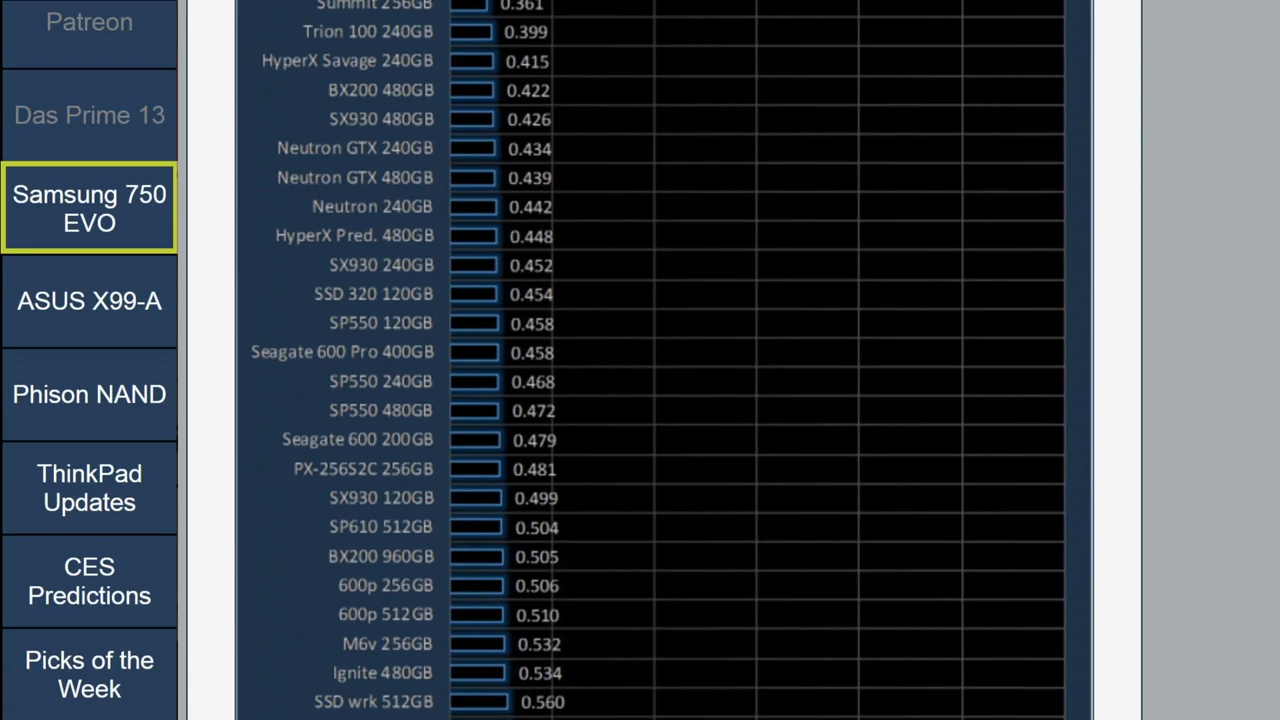 Patreon
Das Prime 13
Samsung 750
EVO
ASUS X99-A
Phison NAND
ThinkPad
Updates
CES
Predictions
Picks of the
Week
Summit 256GB 0.361
Trion 100 240GB 0.399
HyperX Savage 240GB 0.415
BX200 480GB 0.422
SX930 480GB 0.426
Neutron GTX 240GB 0.434
Neutron GTX 480GB 0.439
Neutron 240GB 0.442
HyperX Pred. 480GB 0.448
SX930 240GB 0.452
SSD 320 120GB 0.454
SP550 120GB 0.458
Seagate 600 Pro 400GB 0.458
SP550 240GB 0.468
SP550 480GB 0.472
Seagate 600 200GB 0.479
PX-256S2C 256GB 0.481
SX930 120GB 0.499
SP610 512GB 0.504
BX200 960GB 0.505
600p 256GB 0.506
600p 512GB 0.510
M6v 256GB 0.532
Ignite 480GB 0.534
SSD wrk 512GB 0.560